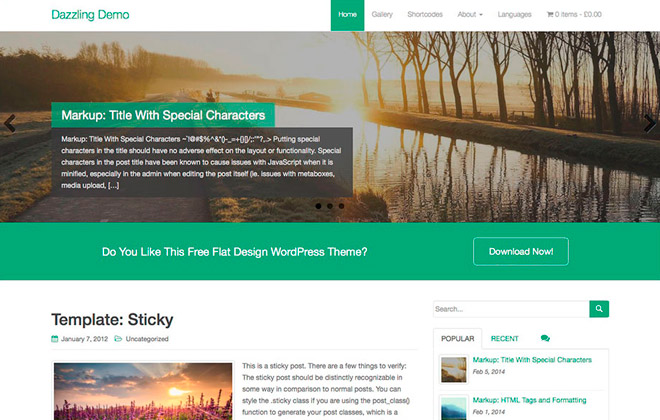 Dazzling Demo
Home Gallery Shortcodes About Languages 0 items - £0.00
Markup: Title With Special Characters
Markup: Title With Special Characters ~`!@#$%^&*()-_=+{}[]/;:'"?,.> Putting special
characters in the title should have no adverse effect on the layout or functionality. Special
characters in the post title have been known to cause issues with JavaScript when it is
minified, especially in the admin when editing the post itself (ie. issues with metaboxes,
media upload, [...]
Do You Like This Free Flat Design WordPress Theme?
Download Now!
Template: Sticky
January 7, 2012 Uncategorized
This is a sticky post. There are a few things to verify:
The sticky post should be distinctly recognizable in
some way in comparison to normal posts. You can
style the .sticky class if you are using the post_class()
function to generate your post classes, which is a
Search...
POPULAR RECENT
Markup: Title With Special Characters
Feb 5, 2014
Markup: HTML Tags and Formatting
Feb 1, 2014